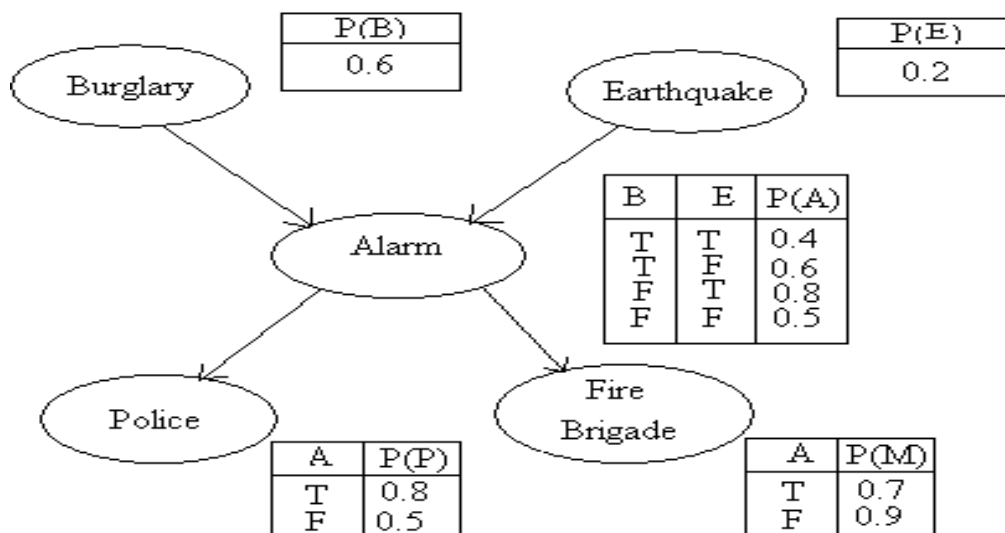 P(B)
0.6
P(E)
0.2
Burglary
Earthquake
B E P(A)
T T 0.4
T F 0.6
F T 0.8
F F 0.5
Alarm
Police
Fire
Brigade
A P(P)
T 0.8
F 0.5
A P(M)
T 0.7
F 0.9